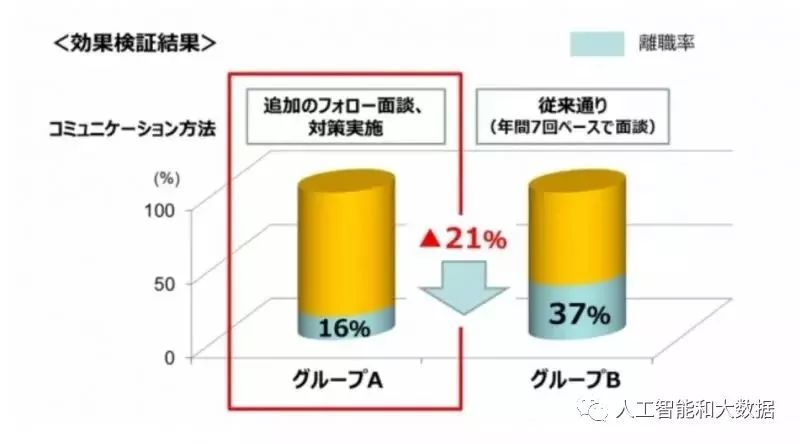 ＜効果検証結果＞
離職率
コミュニケーション方法
追加のフォロー面談、
対策実施
従来通り
（年間7回ペースで面談）
(%)
100
50
0
16%
▲21%
37%
グループA
グループB
人工智能和大数据